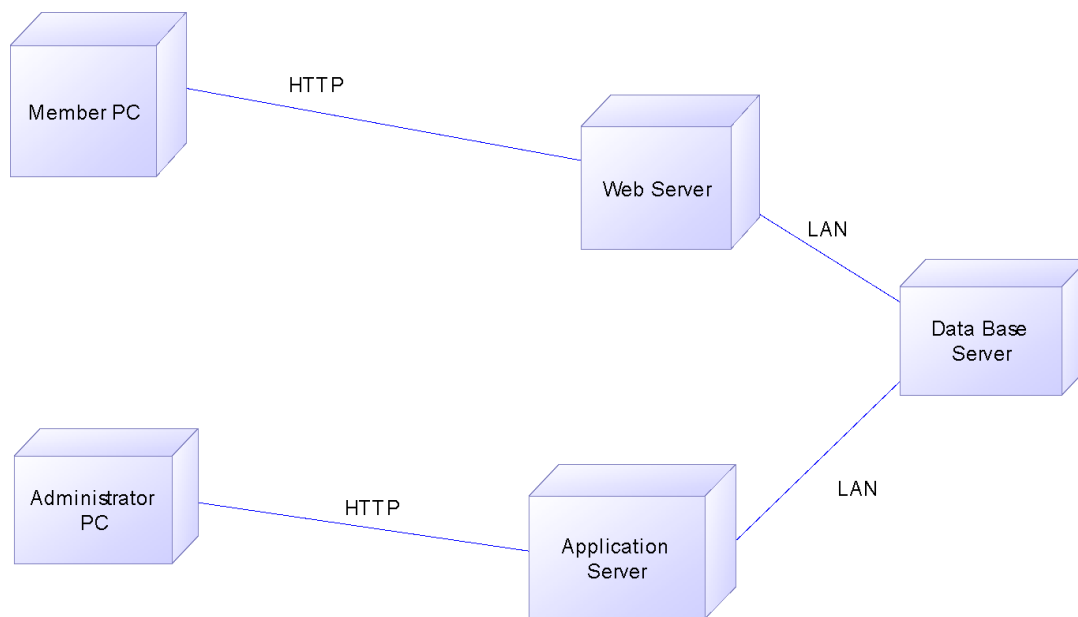 Member PC
HTTP
Web Server
LAN
Data Base
Server
Administrator
PC
HTTP
Application
Server
LAN